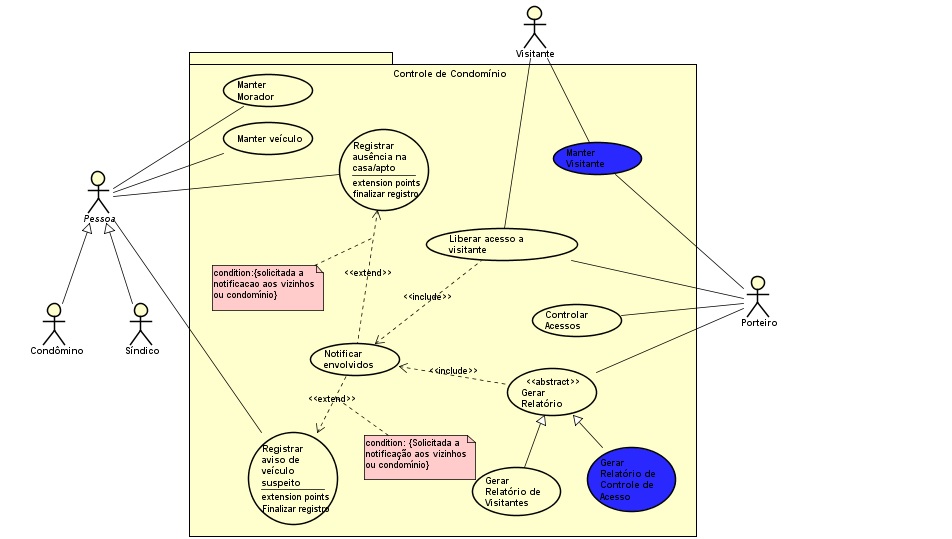 Visitante
Controle de Condomínio
Manter
Morador
Manter veículo
Registrar
ausência na
casa/apto
extension points
finalizar registro
Manter
Visitante
Pessoa
Liberar acesso a
visitante
condition:{solicitada a
notificacao aos vizinhos
ou condomínio}
<<extend>>
<<include>>
Controlar
Acessos
Porteiro
Condômino
Síndico
Notificar
envolvidos
<<include>>
<<abstract>>
Gerar
Relatório
<<extend>>
condition: {Solicitada a
notificação aos vizinhos
ou condomínio}
Registrar
aviso de
veículo
suspeito
extension points
Finalizar registro
Gerar
Relatório de
Visitantes
Gerar
Relatório de
Controle de
Acesso